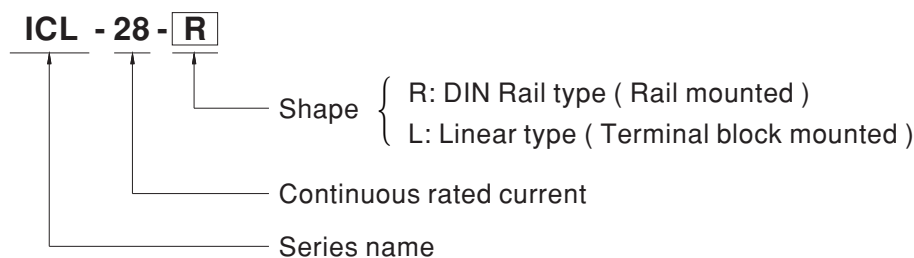 ICL - 28 - R
Shape { R: DIN Rail type ( Rail mounted )
L: Linear type ( Terminal block mounted )
Continuous rated current
Series name